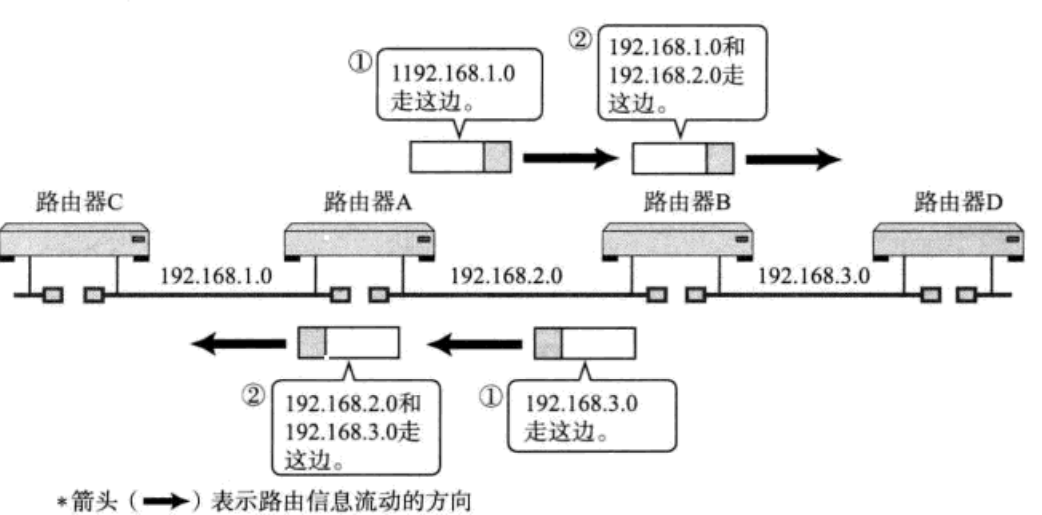 ①
1192.168.1.0
走这边。
②
192.168.1.0和
192.168.2.0走
这边。
路由器C
路由器A
路由器B
路由器D
192.168.1.0
192.168.2.0
192.168.3.0
②
192.168.2.0和
192.168.3.0走
这边。
①
192.168.3.0
走这边。
*箭头（➡）表示路由信息流动的方向